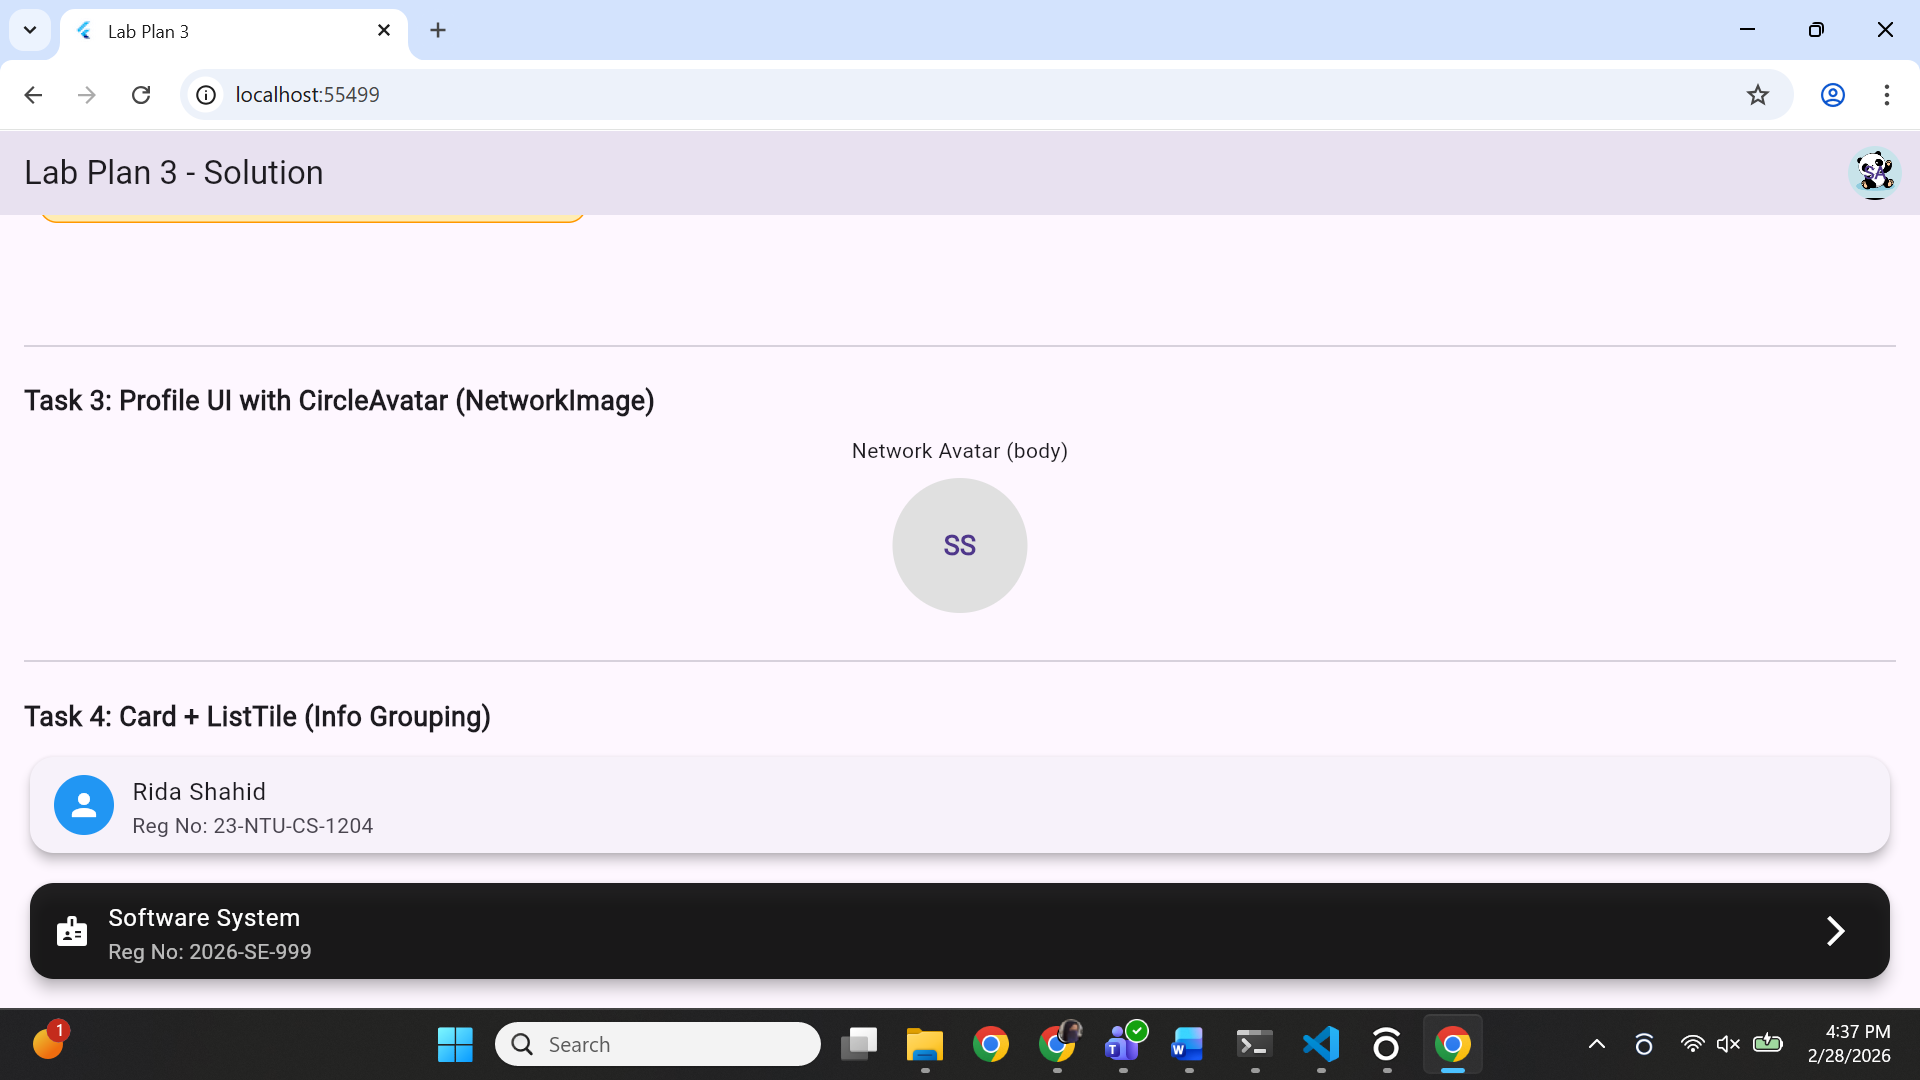 Lab Plan 3
localhost:55499
Lab Plan 3 - Solution
SA
Task 3: Profile UI with CircleAvatar (NetworkImage)
Network Avatar (body)
SS
Task 4: Card + ListTile (Info Grouping)
Rida Shahid
Reg No: 23-NTU-CS-1204
Software System
Reg No: 2026-SE-999
1
Search
T
W
4:37 PM
2/28/2026